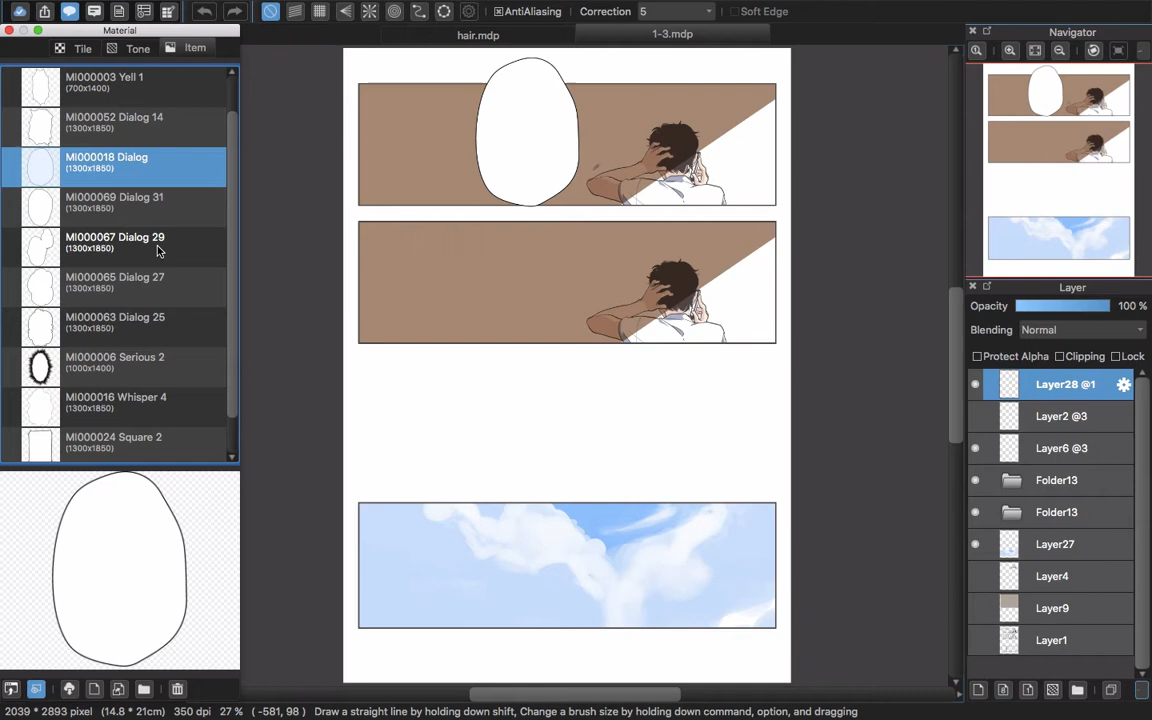 AntiAliasing Correction 5 Soft Edge
Material
hair.mdp 1-3.mdp
Navigator
Tile Tone Item
MI000003 Yell 1
(700x1400)
MI000052 Dialog 14
(1300x1850)
MI000018 Dialog
(1300x1850)
MI000069 Dialog 31
(1300x1850)
MI000067 Dialog 29
(1300x1850)
MI000065 Dialog 27
(1300x1850)
MI000063 Dialog 25
(1300x1850)
MI000006 Serious 2
(1000x1400)
MI000016 Whisper 4
(1300x1850)
MI000024 Square 2
(1300x1850)
Layer
Opacity 100 %
Blending Normal
Protect Alpha Clipping Lock
Layer28 @1
Layer2 @3
Layer6 @3
Folder13
Folder13
Layer27
Layer4
Layer9
Layer1
2039 * 2893 pixel (14.8 * 21cm) 350 dpi 27 % ( -581, 98 ) Draw a straight line by holding down shift, Change a brush size by holding down command, option, and dragging